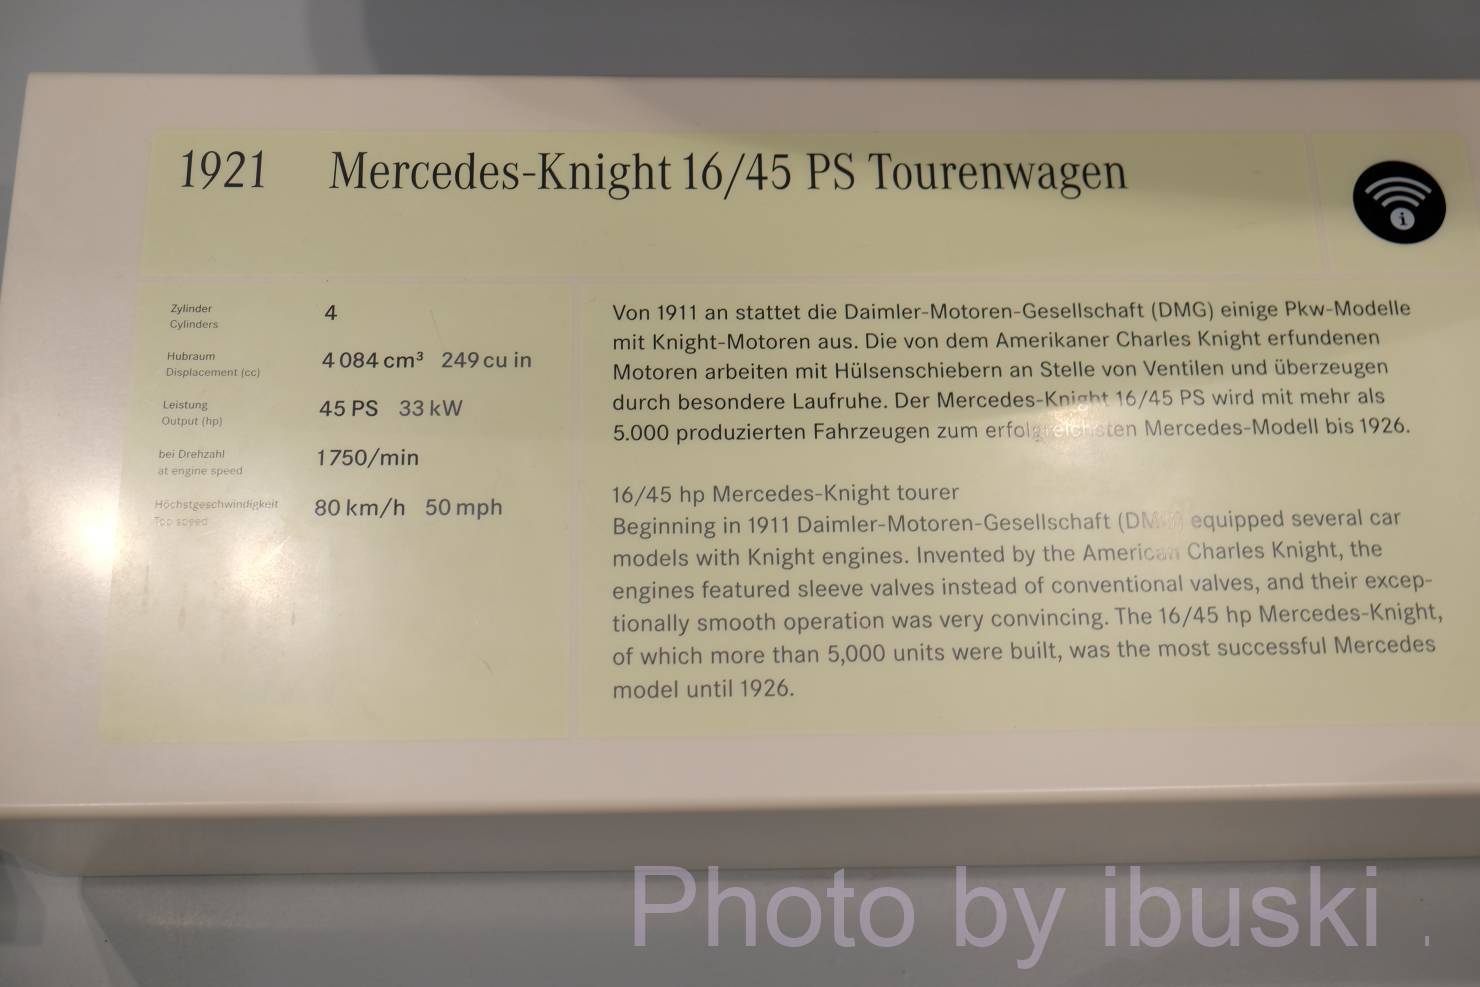 1921 Mercedes-Knight 16/45 PS Tourenwagen
i
Zylinder
Cylinders
4
Hubraum
Displacement (cc)
4 084 cm³ 249 cu in
Leistung
Output (hp)
45 PS 33 kW
bei Drehzahl
at engine speed
1750/min
Höchstgeschwindigkeit
Top speed
80 km/h 50 mph
Von 1911 an stattet die Daimler-Motoren-Gesellschaft (DMG) einige Pkw-Modelle
mit Knight-Motoren aus. Die von dem Amerikaner Charles Knight erfundenen
Motoren arbeiten mit Hülsenschiebern an Stelle von Ventilen und überzeugen
durch besondere Laufruhe. Der Mercedes-Knight 16/45 PS wird mit mehr als
5.000 produzierten Fahrzeugen zum erfolgreichsten Mercedes-Modell bis 1926.
16/45 hp Mercedes-Knight tourer
Beginning in 1911 Daimler-Motoren-Gesellschaft (DMG) equipped several car
models with Knight engines. Invented by the American Charles Knight, the
engines featured sleeve valves instead of conventional valves, and their excep-
tionally smooth operation was very convincing. The 16/45 hp Mercedes-Knight,
of which more than 5,000 units were built, was the most successful Mercedes
model until 1926.
Photo by ibuski .